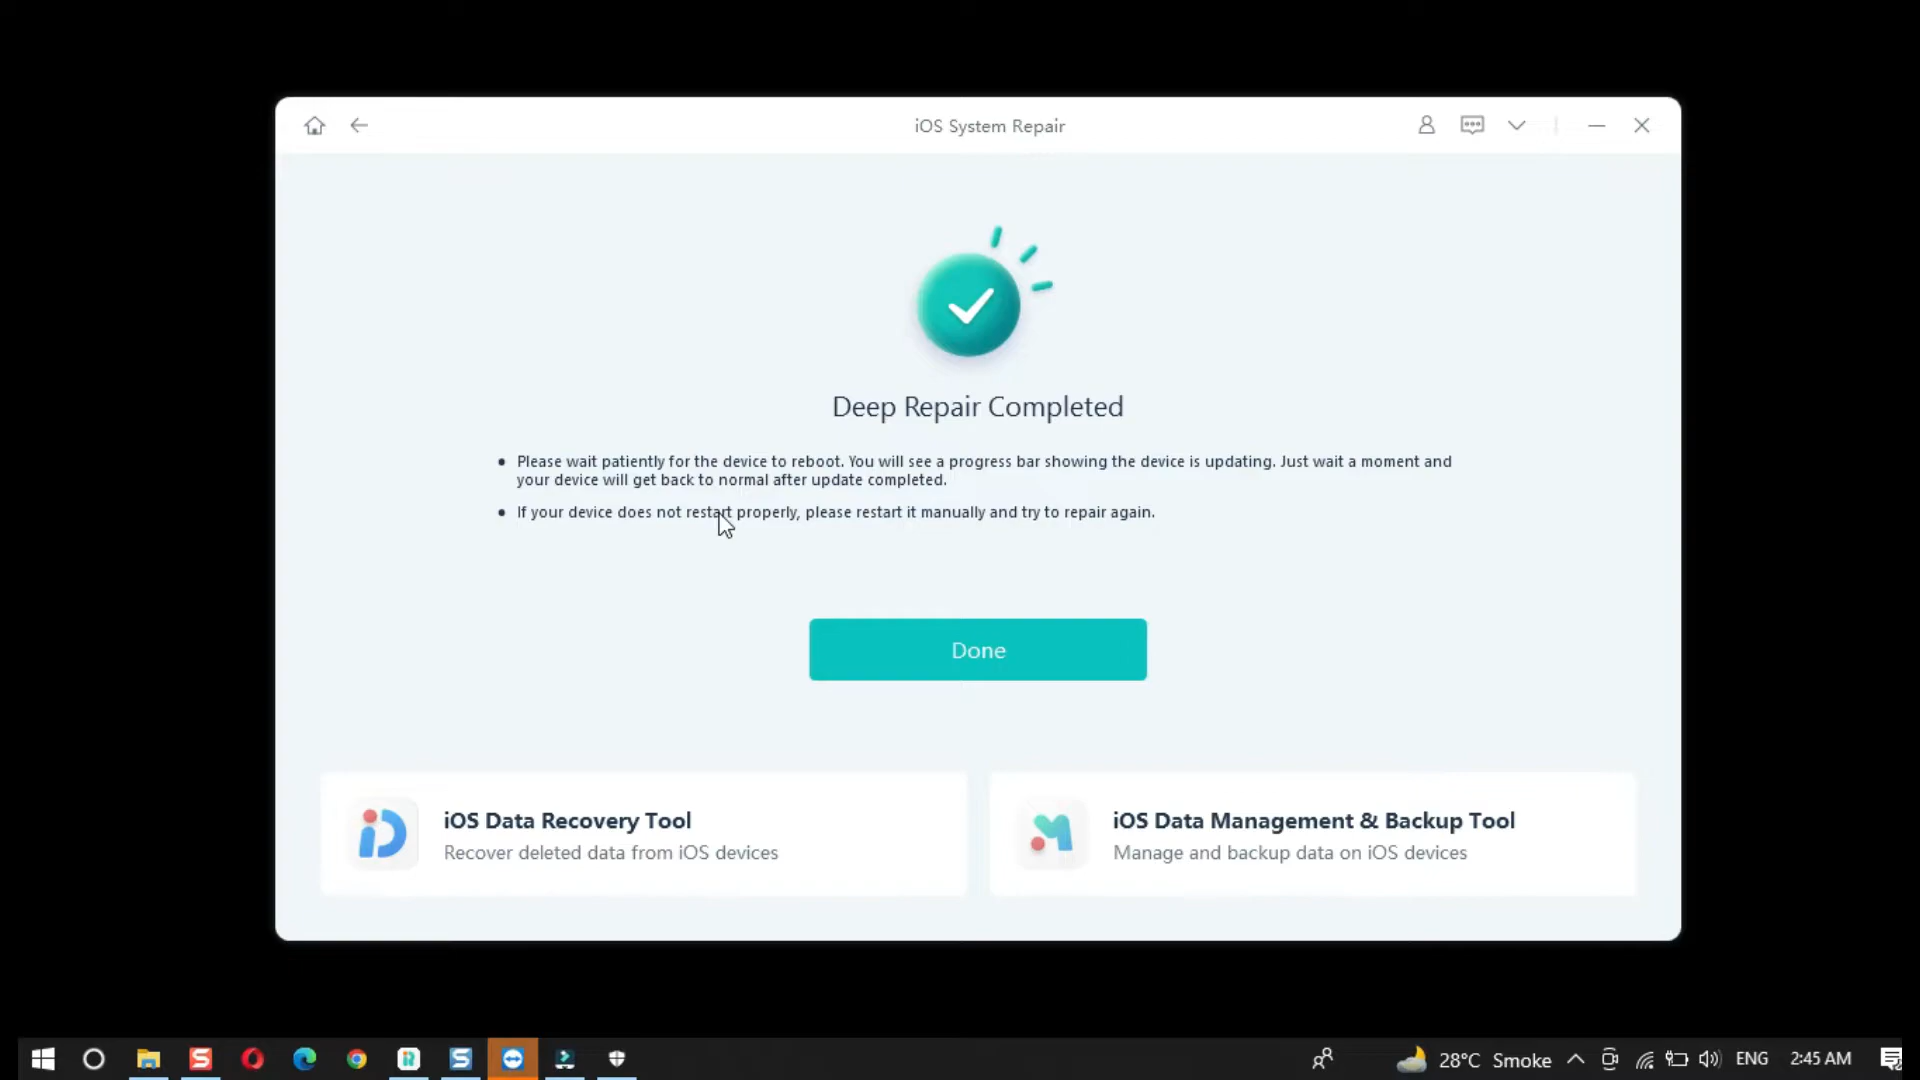 iOS System Repair
Deep Repair Completed
• Please wait patiently for the device to reboot. You will see a progress bar showing the device is updating. Just wait a moment and
your device will get back to normal after update completed.
• If your device does not restart properly, please restart it manually and try to repair again.
Done
iOS Data Recovery Tool
Recover deleted data from iOS devices
iOS Data Management & Backup Tool
Manage and backup data on iOS devices
28°C Smoke ENG 2:45 AM